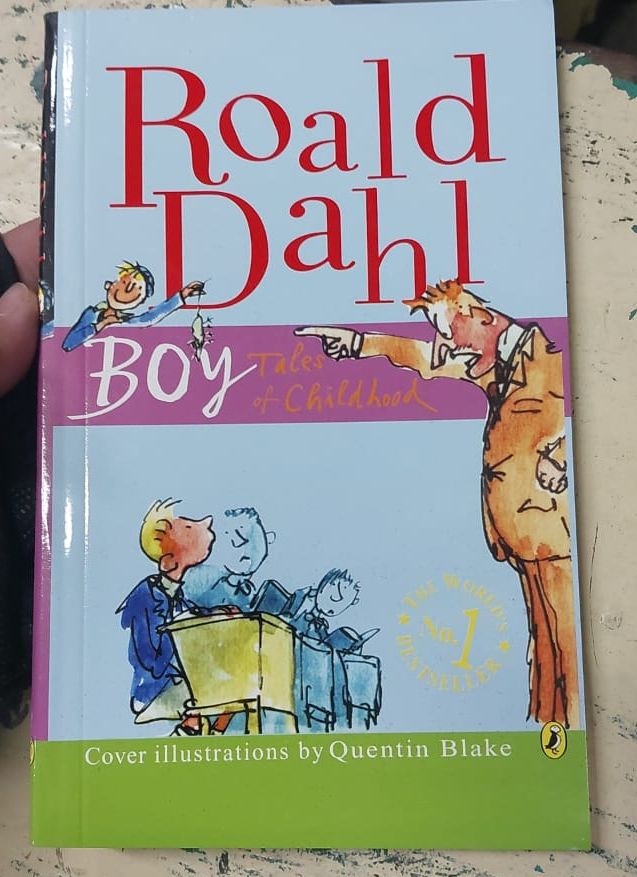 Roald
Dahl
BOY Tales
of Childhood
THE WORLD'S
No. 1
BESTSELLER
Cover illustrations by Quentin Blake